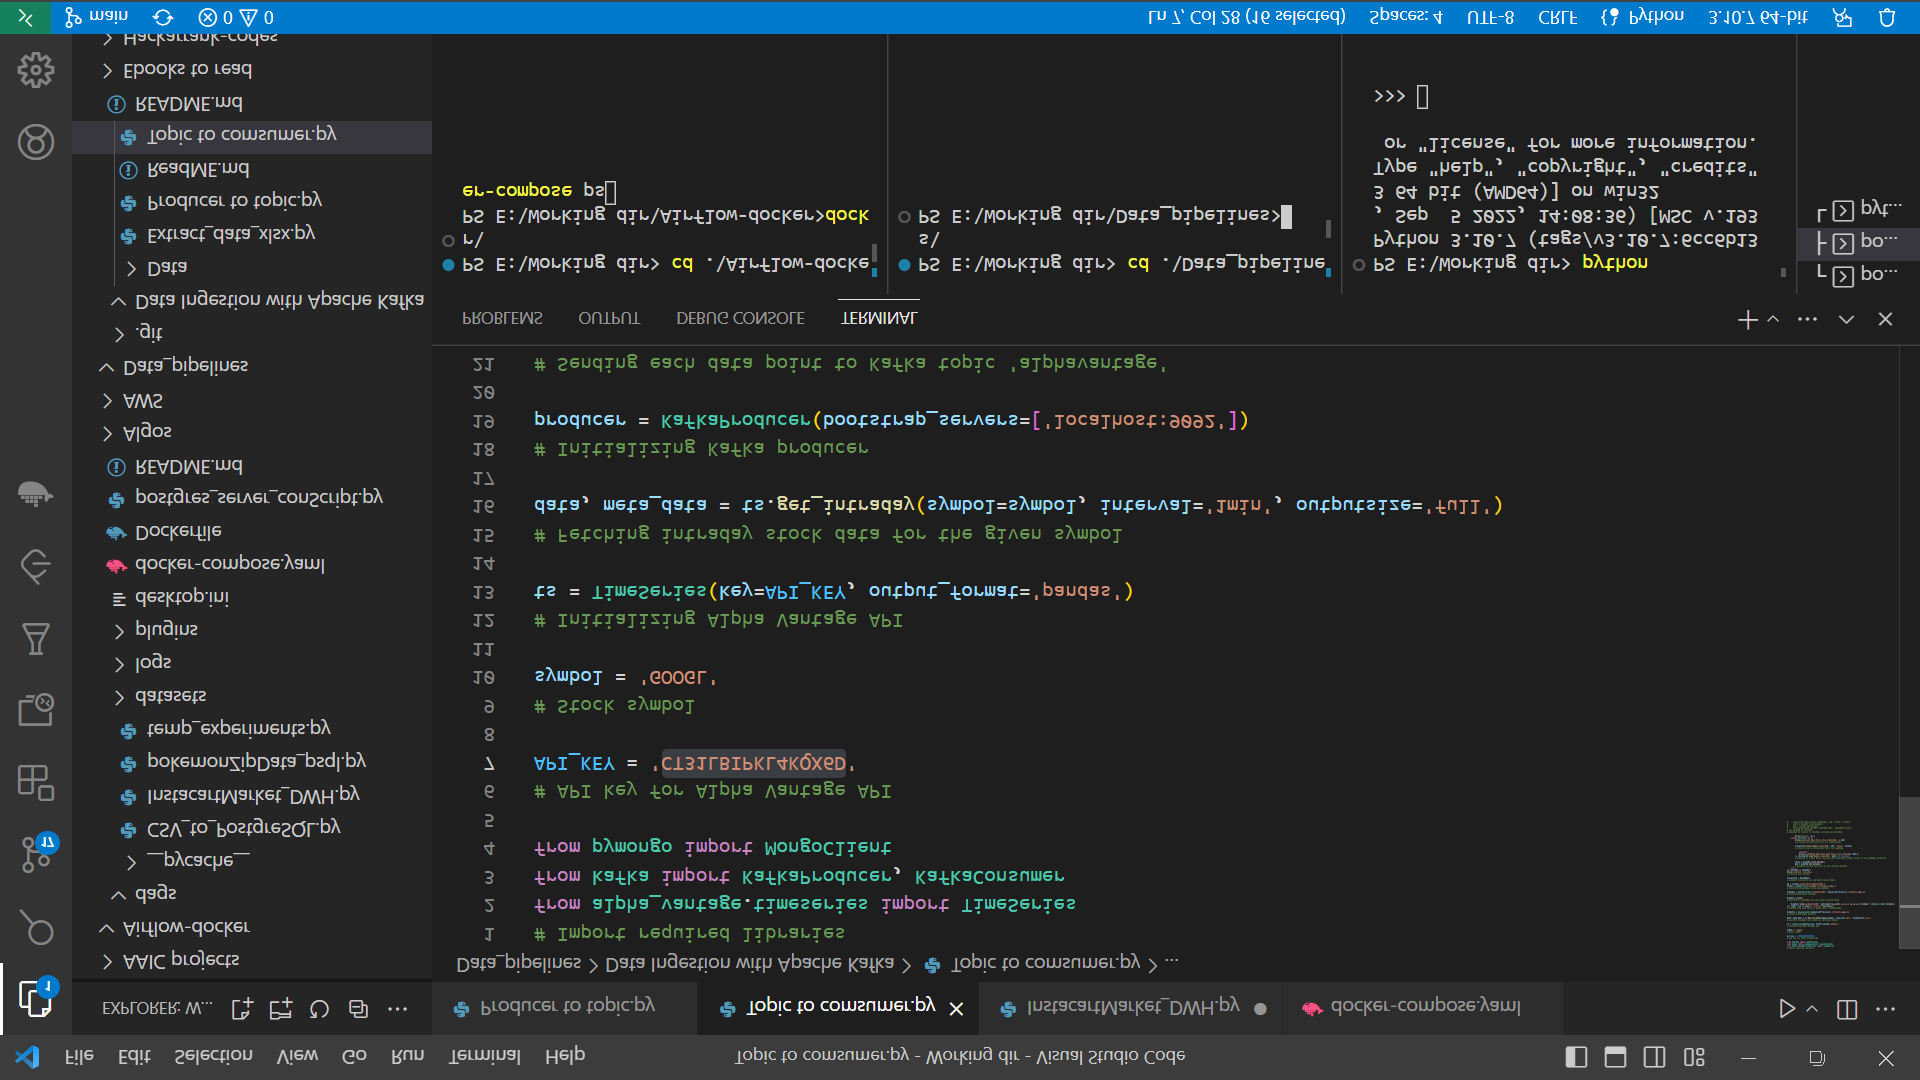 File Edit Selection View Go Run Terminal Help
Topic to comsumer.py - Working dir - Visual Studio Code
EXPLORER: W...
Producer to topic.py
Topic to comsumer.py
InstacartMarket_DWH.py
docker-compose.yaml
1
AAIC projects
Airflow-docker
dags
__pycache__
CSV_to_PostgreSQL.py
InstacartMarket_DWH.py
pokemonZipData_psql.py
temp_experiments.py
datasets
logs
plugins
desktop.ini
docker-compose.yaml
Dockerfile
postgres_server_conScript.py
README.md
Algos
AWS
Data_pipelines
.git
Data Ingestion with Apache Kafka
Data
Extract_data_xlsx.py
Producer to topic.py
ReadME.md
Topic to comsumer.py
README.md
Ebooks to read
Hackarrank-codes
17
Data_pipelines > Data Ingestion with Apache Kafka > Topic to comsumer.py > ...
1 # Import required libraries
2 from alpha_vantage.timeseries import TimeSeries
3 from kafka import KafkaProducer, KafkaConsumer
4 from pymongo import MongoClient
5
6 # API key for Alpha Vantage API
7 API_KEY = 'CT31LBIPKL4KQX6D'
8
9 # Stock symbol
10 symbol = 'GOOGL'
11
12 # Initializing Alpha Vantage API
13 ts = TimeSeries(key=API_KEY, output_format='pandas')
14
15 # Fetching intraday stock data for the given symbol
16 data, meta_data = ts.get_intraday(symbol=symbol, interval='1min', outputsize='full')
17
18 # Initializing Kafka producer
19 producer = KafkaProducer(bootstrap_servers=['localhost:9092'])
20
21 # Sending each data point to Kafka topic 'alphavantage'
PROBLEMS OUTPUT DEBUG CONSOLE TERMINAL
PS E:\Working dir> cd .\Airflow-docke
r\
PS E:\Working dir\Airflow-docker>dock
er-compose ps
PS E:\Working dir> cd .\Data_pipeline
s\
PS E:\Working dir\Data_pipelines>
PS E:\Working dir> python
Python 3.10.7 (tags/v3.10.7:6cc6b13
, Sep  5 2022, 14:08:36) [MSC v.193
3 64 bit (AMD64)] on win32
Type "help", "copyright", "credits"
or "license" for more information.
>>>
po...
po...
pyt...
main 0 0
Ln 7, Col 28 (16 selected) Spaces: 4 UTF-8 CRLF Python 3.10.7 64-bit